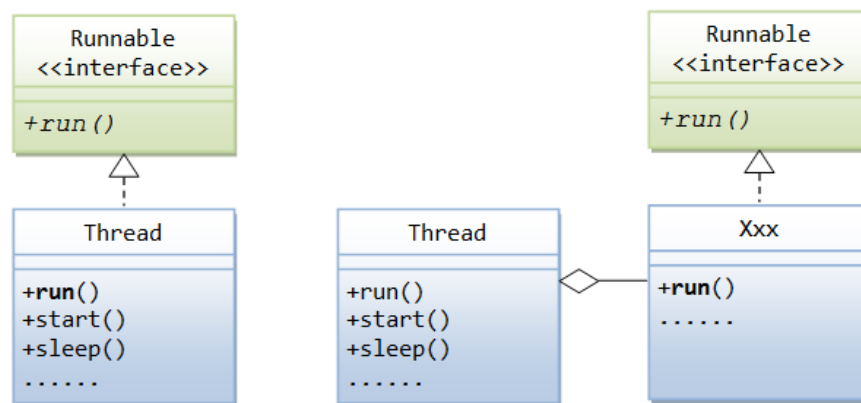 Runnable
<<interface>>
+run()
Thread
+run()
+start()
+sleep()
......
Thread
+run()
+start()
+sleep()
......
Runnable
<<interface>>
+run()
Xxx
+run()
......